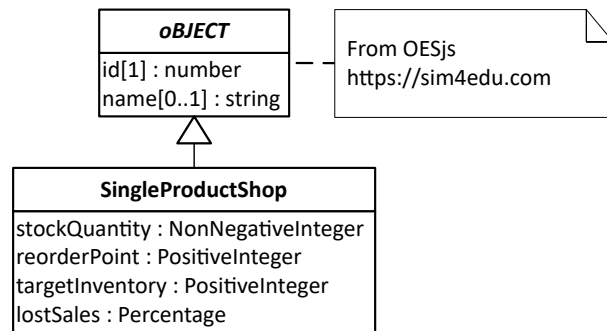 oBJECT
id[1] : number
name[0..1] : string
From OESjs
https://sim4edu.com
SingleProductShop
stockQuantity : NonNegativeInteger
reorderPoint : PositiveInteger
targetInventory : PositiveInteger
lostSales : Percentage